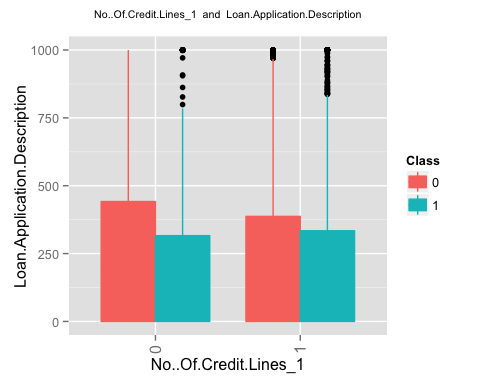 No..Of.Credit.Lines_1 and Loan.Application.Description
Loan.Application.Description
1000
750
500
250
0
0
1
No..Of.Credit.Lines_1
Class
0
1